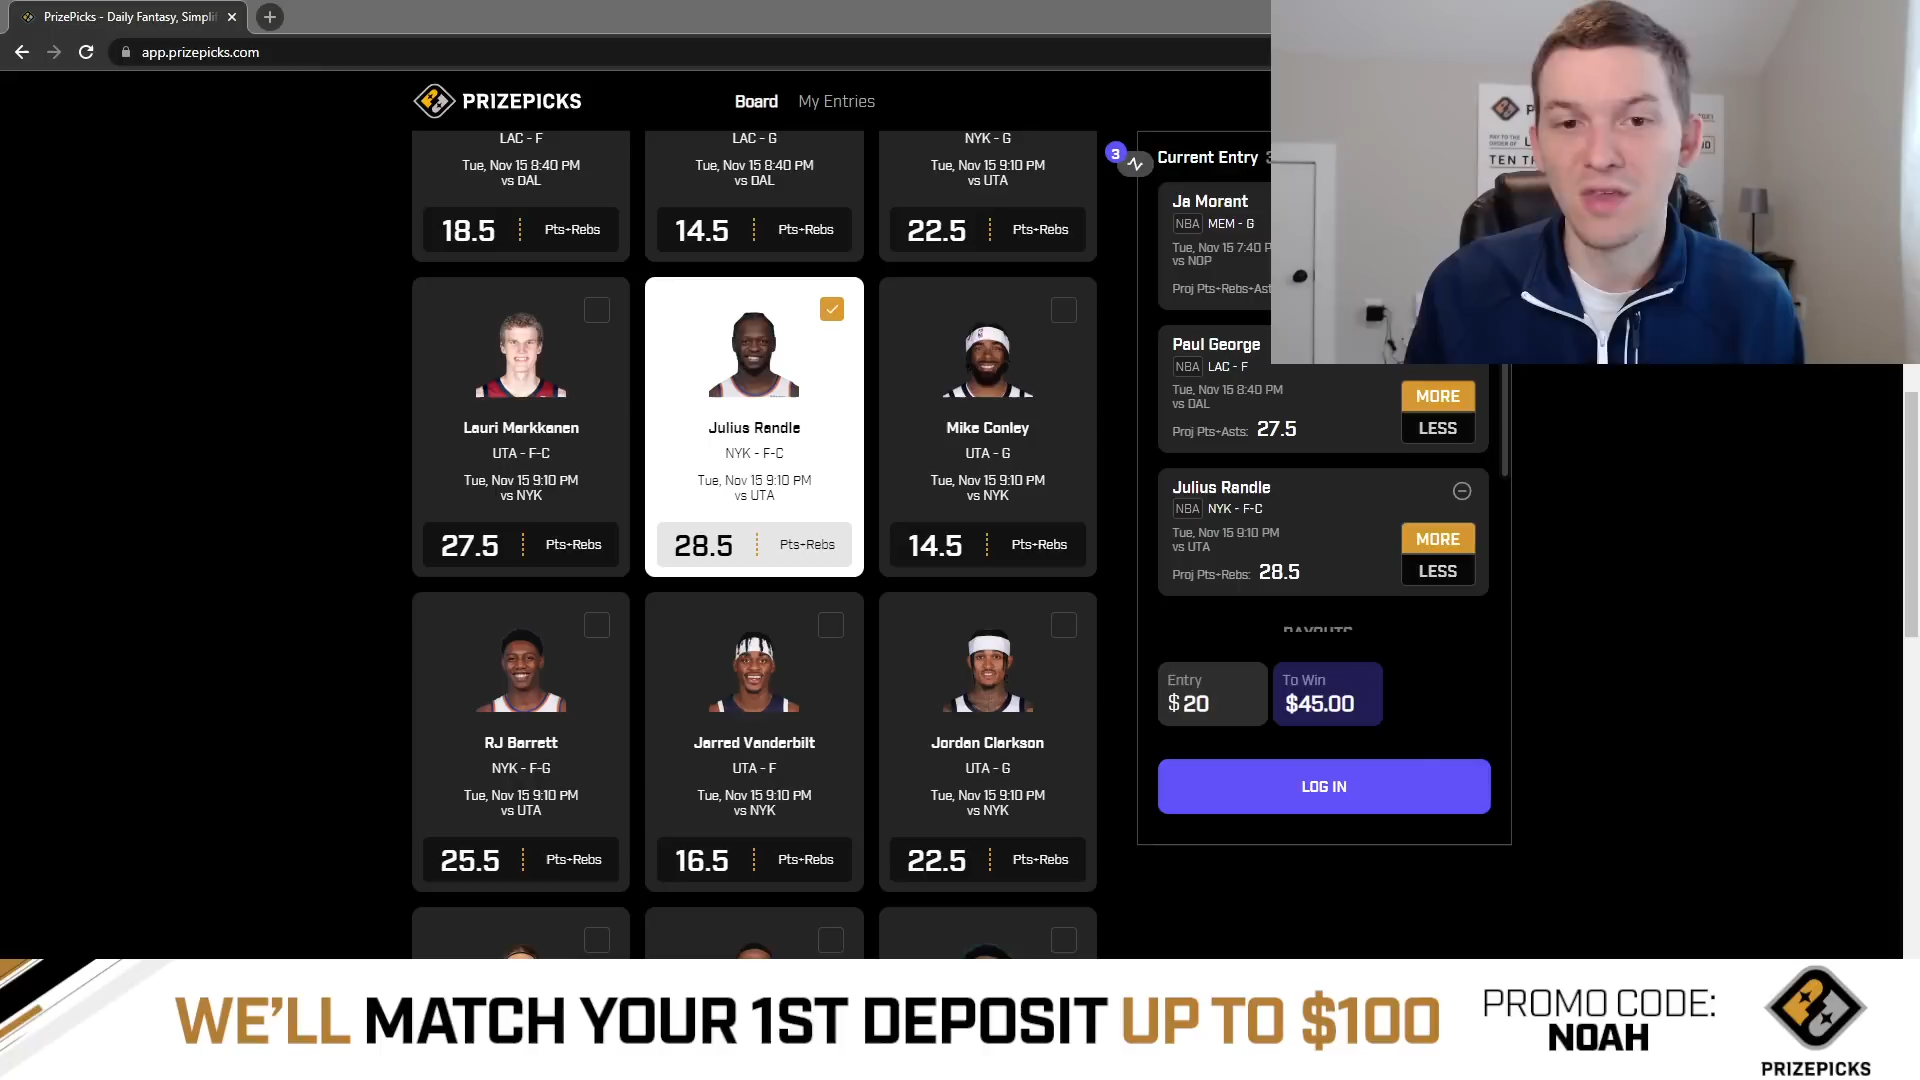 PrizePicks - Daily Fantasy, Simplif
app.prizepicks.com
PRIZEPICKS
Board
My Entries
LAC - F
Tue, Nov 15 8:40 PM
vs DAL
18.5
Pts+Rebs
LAC - G
Tue, Nov 15 8:40 PM
vs DAL
14.5
Pts+Rebs
NYK - G
Tue, Nov 15 9:10 PM
vs UTA
22.5
Pts+Rebs
Lauri Markkanen
UTA - F-C
Tue, Nov 15 9:10 PM
vs NYK
27.5
Pts+Rebs
Julius Randle
NYK - F-C
Tue, Nov 15 9:10 PM
vs UTA
28.5
Pts+Rebs
Mike Conley
UTA - G
Tue, Nov 15 9:10 PM
vs NYK
14.5
Pts+Rebs
RJ Barrett
NYK - F-G
Tue, Nov 15 9:10 PM
vs UTA
25.5
Pts+Rebs
Jarred Vanderbilt
UTA - F
Tue, Nov 15 9:10 PM
vs NYK
16.5
Pts+Rebs
Jordan Clarkson
UTA - G
Tue, Nov 15 9:10 PM
vs NYK
22.5
Pts+Rebs
3
Current Entry
Ja Morant
NBA MEM - G
Tue, Nov 15 7:40 P
vs NOP
Proj Pts+Rebs+Ast
Paul George
NBA LAC - F
Tue, Nov 15 8:40 PM
vs DAL
Proj Pts+Asts: 27.5
MORE
LESS
Julius Randle
NBA NYK - F-C
Tue, Nov 15 9:10 PM
vs UTA
Proj Pts+Rebs: 28.5
MORE
LESS
PAYOUTS
Entry
$ 20
To Win
$45.00
LOG IN
TEN
WE'LL MATCH YOUR 1ST DEPOSIT UP TO $100
PROMO CODE:
NOAH
PRIZEPICKS